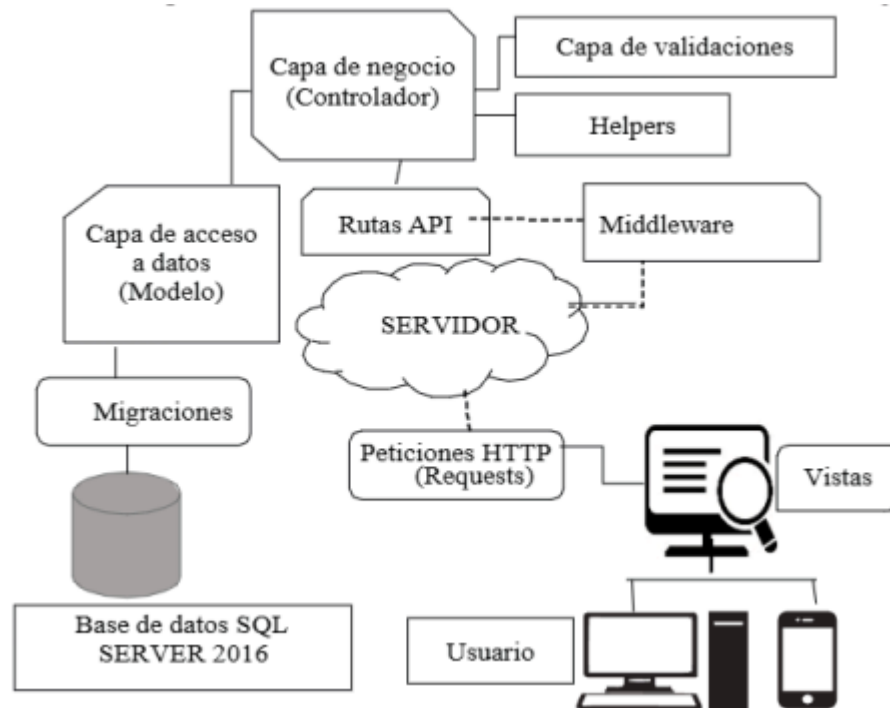 Capa de negocio
(Controlador)
Capa de validaciones
Helpers
Capa de acceso
a datos
(Modelo)
Rutas API
Middleware
SERVIDOR
Migraciones
Peticiones HTTP
(Requests)
Vistas
Base de datos SQL
SERVER 2016
Usuario